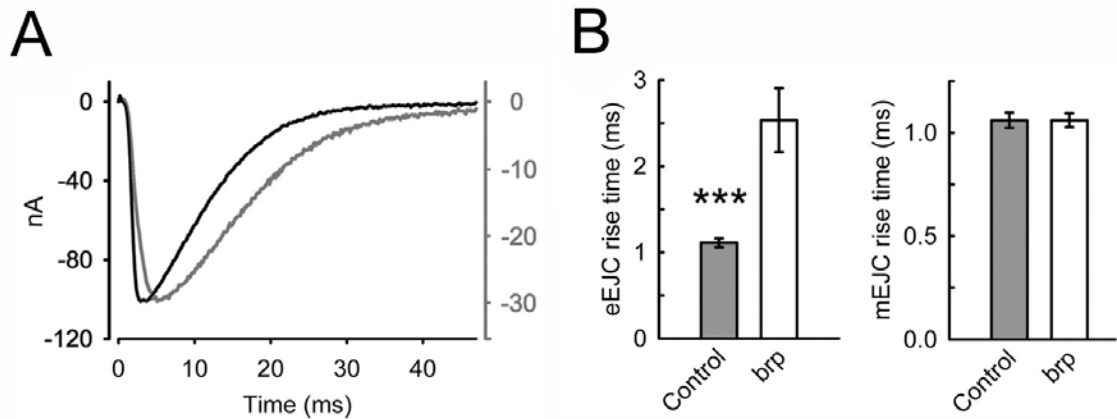 A
0
-40
-80
-120
nA
0
-10
-20
-30
0 10 20 30 40
Time (ms)
B
eEJC rise time (ms)
3
2
1
0
***
Control brp
mEJC rise time (ms)
1.0
0.5
0.0
Control brp